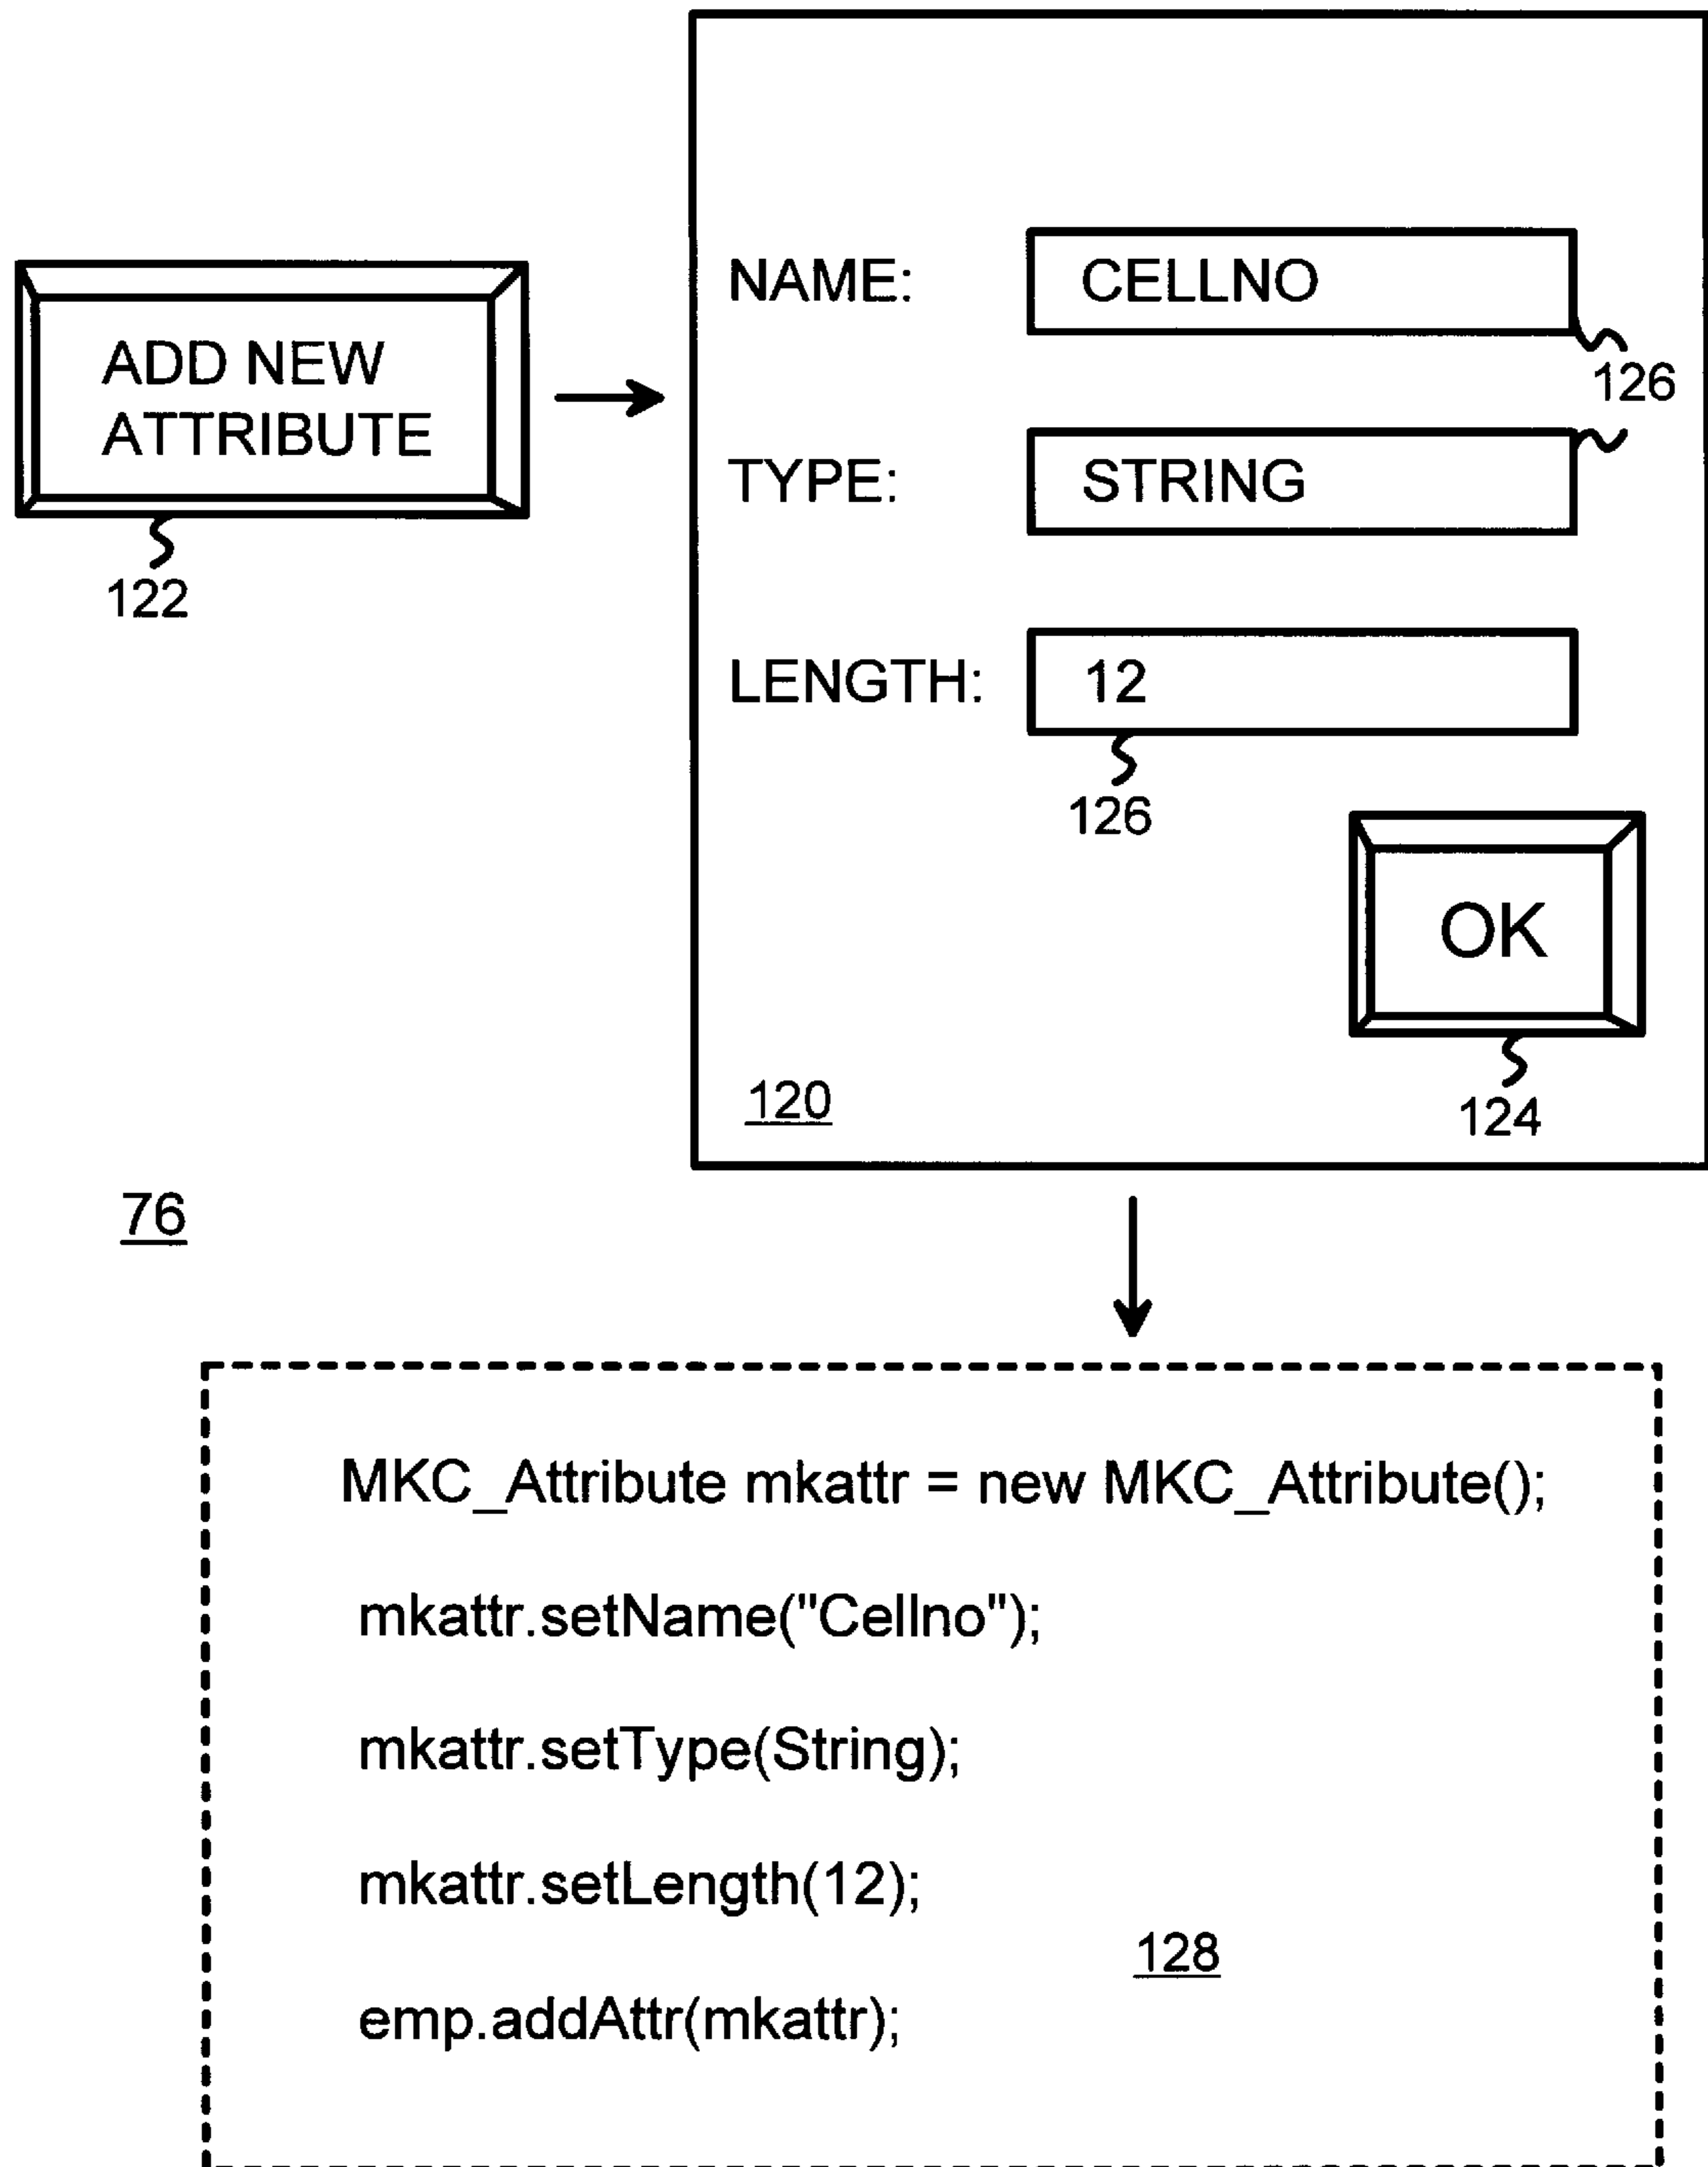 ADD NEW
ATTRIBUTE
122
NAME: CELLNO
126
TYPE: STRING
LENGTH: 12
126
OK
124
120
76
MKC_Attribute mkattr = new MKC_Attribute();
mkattr.setName("Cellno");
mkattr.setType(String);
mkattr.setLength(12);
128
emp.addAttr(mkattr);